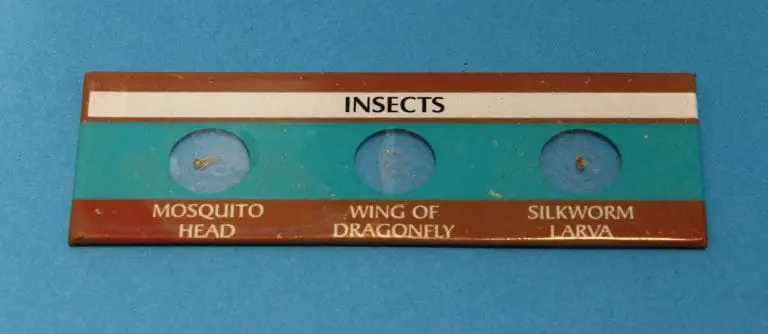 INSECTS
MOSQUITO
HEAD
WING OF
DRAGONFLY
SILKWORM
LARVA